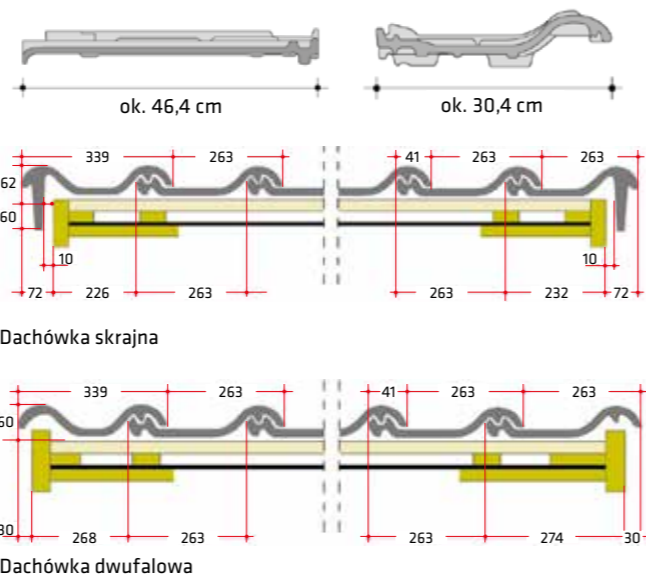 ok. 46,4 cm
ok. 30,4 cm
339 263 41 263 263
62
60
10 10
72 226 263 263 232 72
Dachówka skrajna
339 263 41 263 263
60
30
268 263 263 274 30
Dachówka dwufalowa